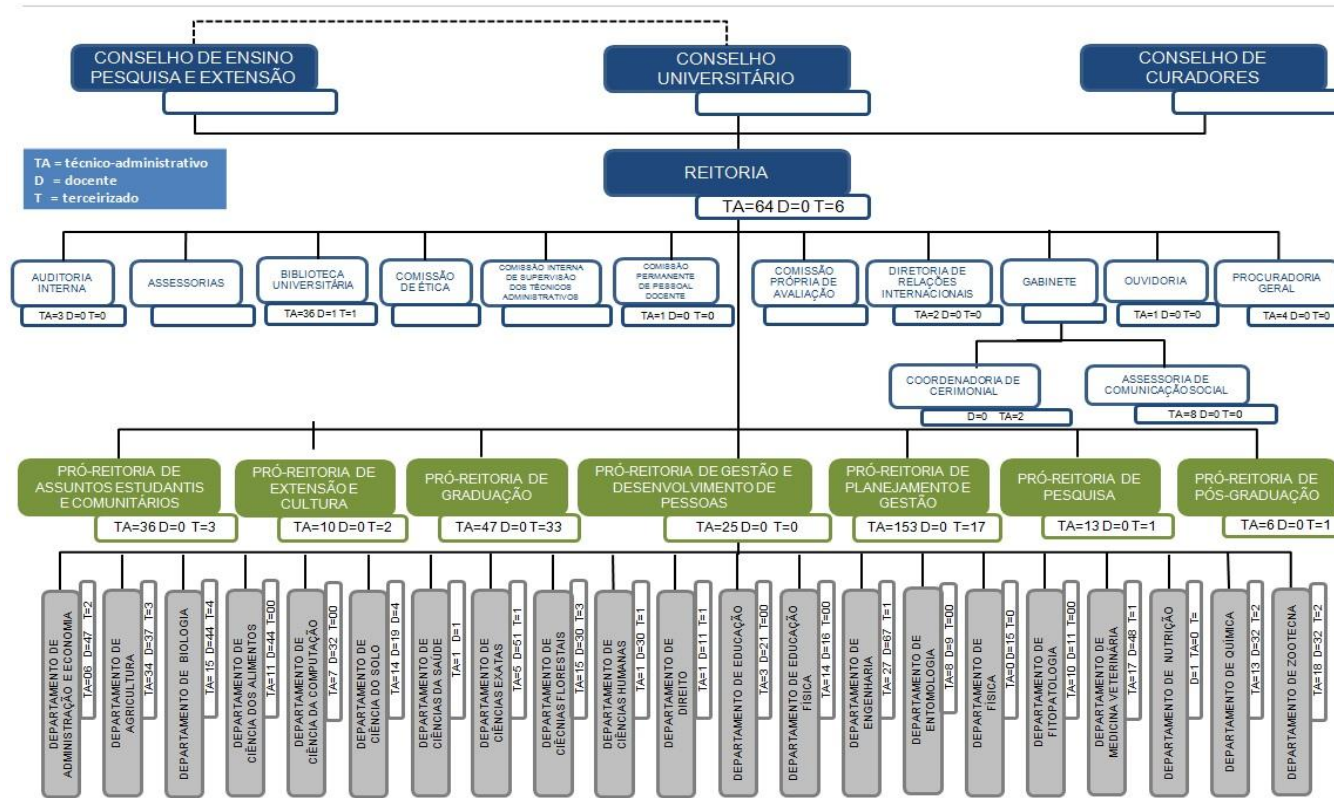 CONSELHO DE ENSINO
PESQUISA E EXTENSÃO
CONSELHO
UNIVERSITÁRIO
CONSELHO DE
CURADORES
TA = técnico-administrativo
D = docente
T = terceirizado
REITORIA
TA=64 D=0 T=6
AUDITORIA
INTERNA
TA=3 D=0 T=0
ASSESSORIAS
BIBLIOTECA
UNIVERSITÁRIA
TA=36 D=1 T=1
COMISSÃO
DE ÉTICA
COMISSÃO INTERNA
DE SUPERVISÃO
DOS TÉCNICOS
ADMINISTRATIVOS
COMISSÃO
PERMANENTE
DE PESSOAL
DOCENTE
TA=1 D=0 T=0
COMISSÃO
PRÓPRIA DE
AVALIAÇÃO
DIRETORIA DE
RELAÇÕES
INTERNACIONAIS
TA=2 D=0 T=0
GABINETE
OUVIDORIA
TA=1 D=0 T=0
PROCURADORIA
GERAL
TA=4 D=0 T=0
COORDENADORIA DE
CERIMONIAL
D=0 TA=2
ASSESSORIA DE
COMUNICAÇÃO SOCIAL
TA=8 D=0 T=0
PRÓ-REITORIA DE
ASSUNTOS ESTUDANTIS
E COMUNITÁRIOS
TA=36 D=0 T=3
PRÓ-REITORIA DE
EXTENSÃO E
CULTURA
TA=10 D=0 T=2
PRÓ-REITORIA DE
GRADUAÇÃO
TA=47 D=0 T=33
PRÓ-REITORIA DE GESTÃO E
DESENVOLVIMENTO DE
PESSOAS
TA=25 D=0 T=0
PRÓ-REITORIA DE
PLANEJAMENTO E
GESTÃO
TA=153 D=0 T=17
PRÓ-REITORIA DE
PESQUISA
TA=13 D=0 T=1
PRÓ-REITORIA DE
PÓS-GRADUAÇÃO
TA=6 D=0 T=1
DEPARTAMENTO DE
ADMINISTRAÇÃO E ECONOMIA
TA=06 D=47 T=2
DEPARTAMENTO DE
AGRICULTURA
TA=34 D=37 T=3
DEPARTAMENTO DE BIOLOGIA
TA= 15 D=44 T=4
DEPARTAMENTO DE
CIÊNCIA DOS ALIMENTOS
TA=11 D=44 T=00
DEPARTAMENTO DE
CIÊNCIA DA COMPUTAÇÃO
TA=7 D=32 T=00
DEPARTAMENTO DE
CIÊNCIA DO SOLO
TA=14 D=19 D=4
DEPARTAMENTO DE
CIÊNCIAS DA SAÚDE
TA=1 D=1
DEPARTAMENTO DE
CIÊNCIAS EXATAS
TA=5 D=51 T=1
DEPARTAMENTO DE
CIÊCNIAS FLORESTAIS
TA=15 D=30 T=3
DEPARTAMENTO DE
CIÊNCIAS HUMANAS
TA=1 D=30 T=1
DEPARTAMENTO DE
DIREITO
TA=1 D=11 T=1
DEPARTAMENTO DE EDUCAÇÃO
TA=3 D=21 T=00
DEPARTAMENTO DE EDUCAÇÃO
FÍSICA
TA=14 D=16 T=00
DEPARTAMENTO DE
ENGENHARIA
TA=27 D=67 T=1
DEPARTAMENTO DE
ENTOMOLOGIA
TA=8 D=9 T=00
DEPARTAMENTO DE
FÍSICA
TA=0 D=15 T=0
DEPARTAMENTO DE
FITOPATOLOGIA
TA=10 D=11 T=00
DEPARTAMENTO DE
MEDICINA VETERINÁRIA
TA=17 D=48 T=1
DEPARTAMENTO DE NUTRIÇÃO
D=1 TA=0 T=
DEPARTAMENTO DE QUÍMICA
TA=13 D=32 T=2
DEPARTAMENTO DE ZOOTECNA
TA=18 D=32 T=2